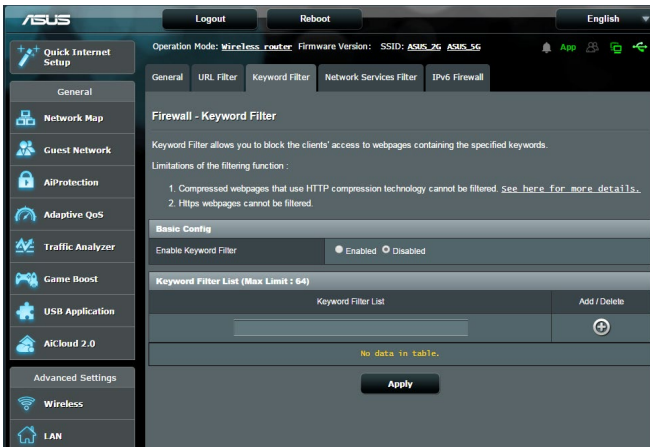 ASUS
Logout
Reboot
English
Quick Internet
Setup
Operation Mode: Wireless router Firmware Version: SSID: ASUS_2G ASUS_5G
App
General
URL Filter
Keyword Filter
Network Services Filter
IPv6 Firewall
General
Network Map
Guest Network
AiProtection
Adaptive QoS
Traffic Analyzer
Game Boost
USB Application
AiCloud 2.0
Advanced Settings
Wireless
LAN
Firewall - Keyword Filter
Keyword Filter allows you to block the clients' access to webpages containing the specified keywords.
Limitations of the filtering function :
1. Compressed webpages that use HTTP compression technology cannot be filtered. See here for more details.
2. Https webpages cannot be filtered.
Basic Config
Enable Keyword Filter
Enabled Disabled
Keyword Filter List (Max Limit : 64)
Keyword Filter List
Add / Delete
No data in table.
Apply